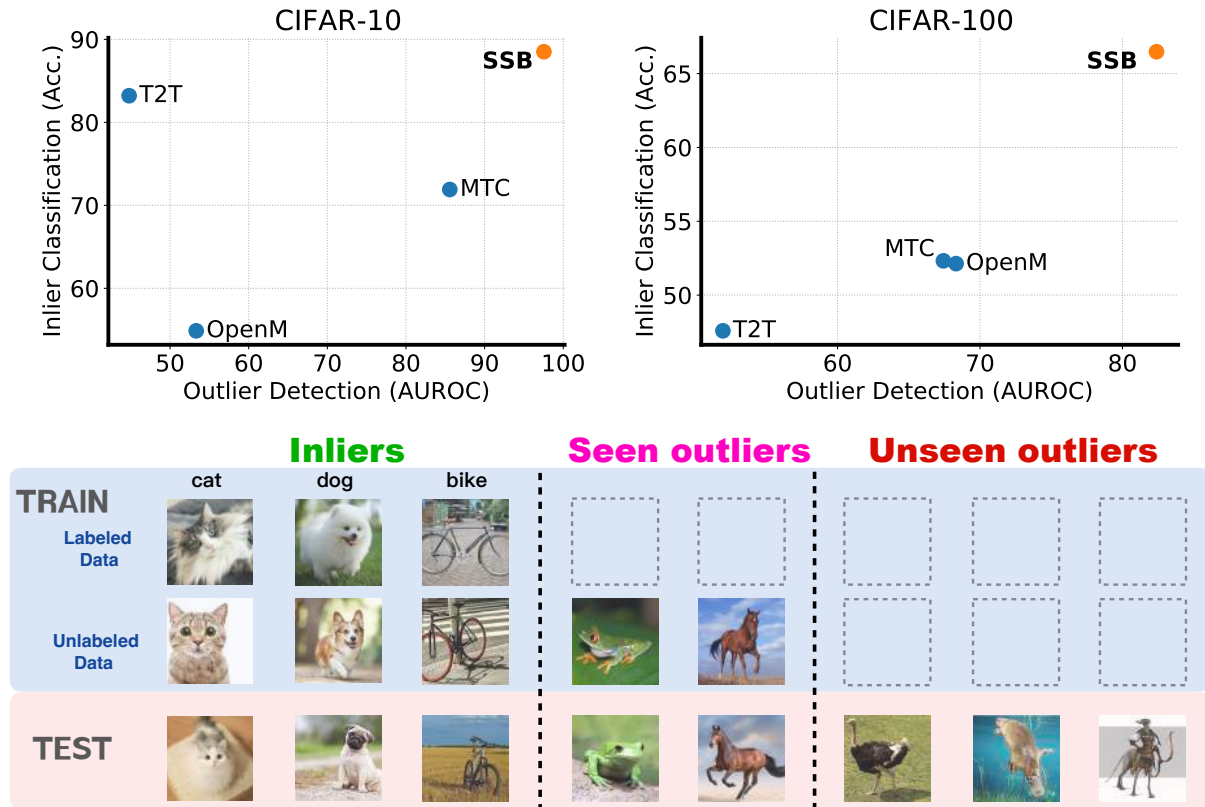 CIFAR-10
Inlier Classification (Acc.)
90
80
70
60
SSB
T2T
MTC
OpenM
50 60 70 80 90 100
Outlier Detection (AUROC)
CIFAR-100
Inlier Classification (Acc.)
65
60
55
50
SSB
MTC
OpenM
T2T
60 70 80
Outlier Detection (AUROC)
Inliers Seen outliers Unseen outliers
TRAIN cat dog bike
Labeled
Data
Unlabeled
Data
TEST